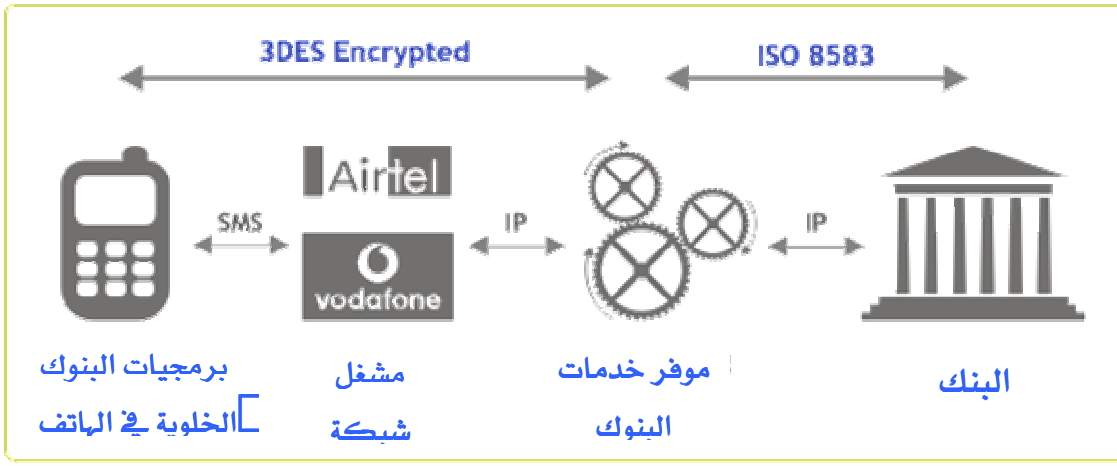 3DES Encrypted
ISO 8583
Airtel
SMS
IP
IP
vodafone
برمجيات البنوك
الخلوية في الهاتف
مشغل
شبكة
موفر خدمات
البنوك
البنك